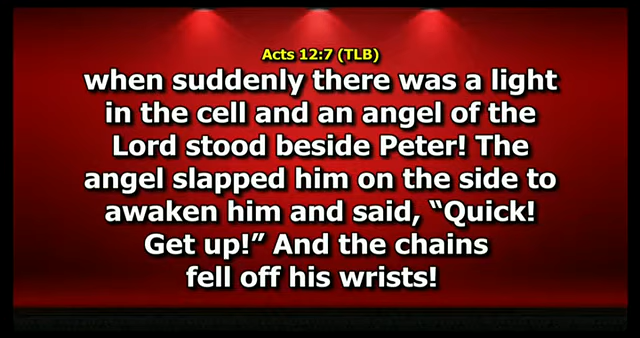 Acts 12:7 (TLB)
when suddenly there was a light
in the cell and an angel of the
Lord stood beside Peter! The
angel slapped him on the side to
awaken him and said, “Quick!
Get up!” And the chains
fell off his wrists!